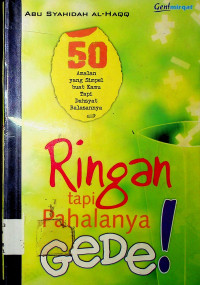 ABU SYAHIDAH AL-HAQQ
50
Amalan
yang Simpel
buat Kamu
Tapi
Dahsyat
Balasannya
Ringan
tapi
Pahalanya
GEDE!